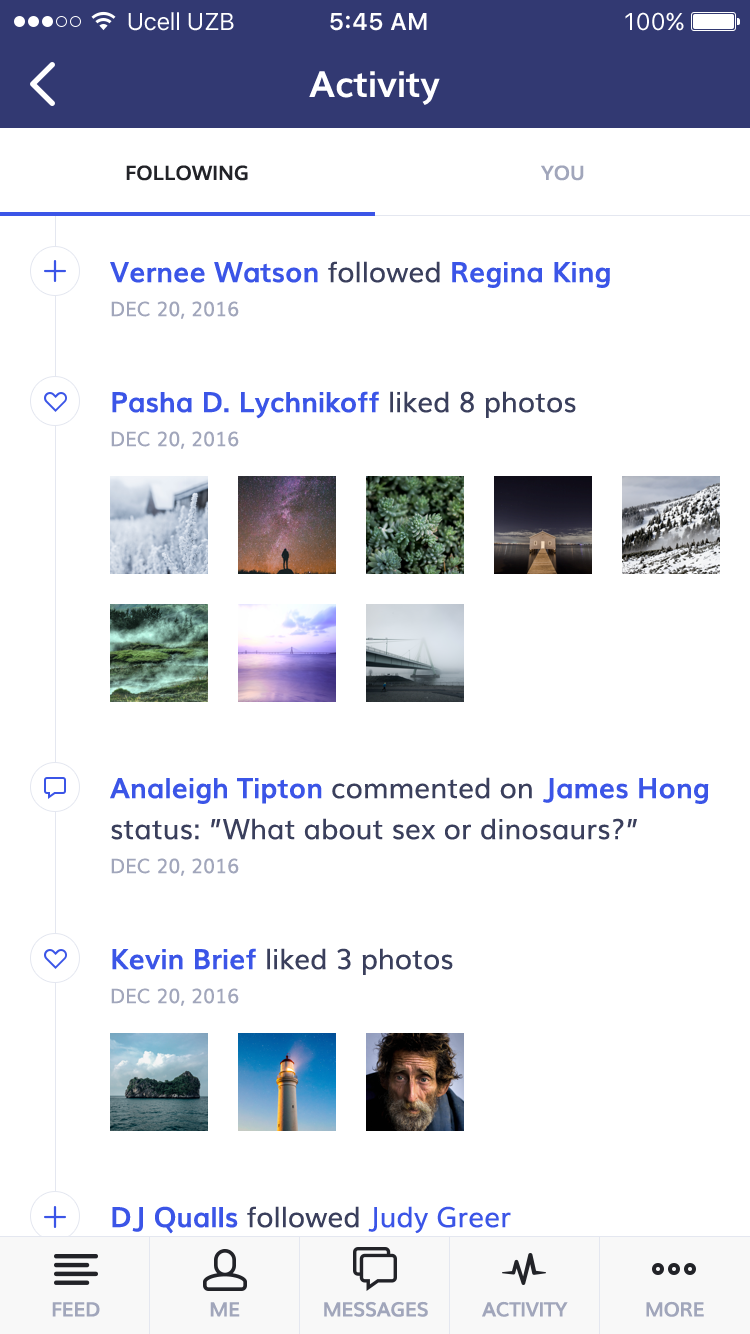 Ucell UZB 5:45 AM 100%
Activity
FOLLOWING YOU
Vernee Watson followed Regina King
DEC 20, 2016
Pasha D. Lychnikoff liked 8 photos
DEC 20, 2016
Analeigh Tipton commented on James Hong
status: ”What about sex or dinosaurs?”
DEC 20, 2016
Kevin Brief liked 3 photos
DEC 20, 2016
DJ Qualls followed Judy Greer
FEED ME MESSAGES ACTIVITY MORE